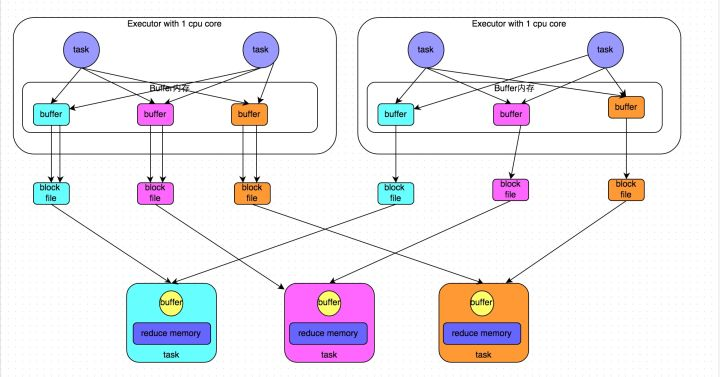 Executor with 1 cpu core
Executor with 1 cpu core
task
task
task
task
Buffer内存
Buffer内存
buffer
buffer
buffer
buffer
buffer
buffer
block
file
block
file
block
file
block
file
block
file
block
file
buffer
buffer
buffer
reduce memory
reduce memory
reduce memory
task
task
task